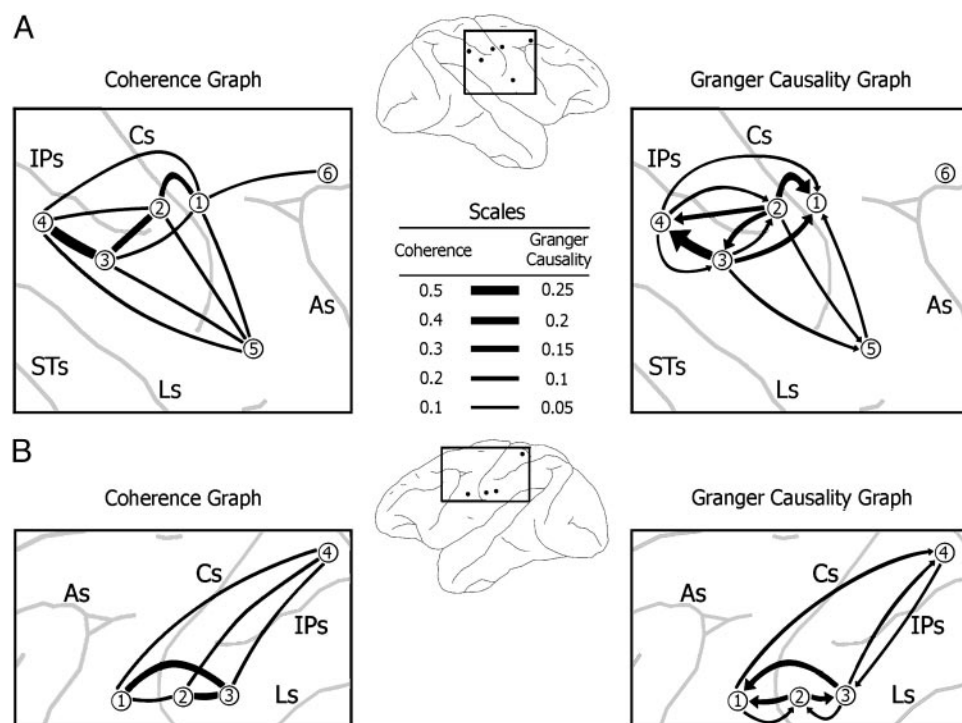 A
Coherence Graph
Granger Causality Graph
Cs
IPs
4
2
1
6
3
5
As
STs
Ls
Scales
Coherence Granger Causality
0.5 0.25
0.4 0.2
0.3 0.15
0.2 0.1
0.1 0.05
Cs
IPs
4
2
1
6
3
5
As
STs
Ls
B
Coherence Graph
Granger Causality Graph
4
Cs
As
IPs
1
2
3
Ls
4
Cs
As
IPs
1
2
3
Ls